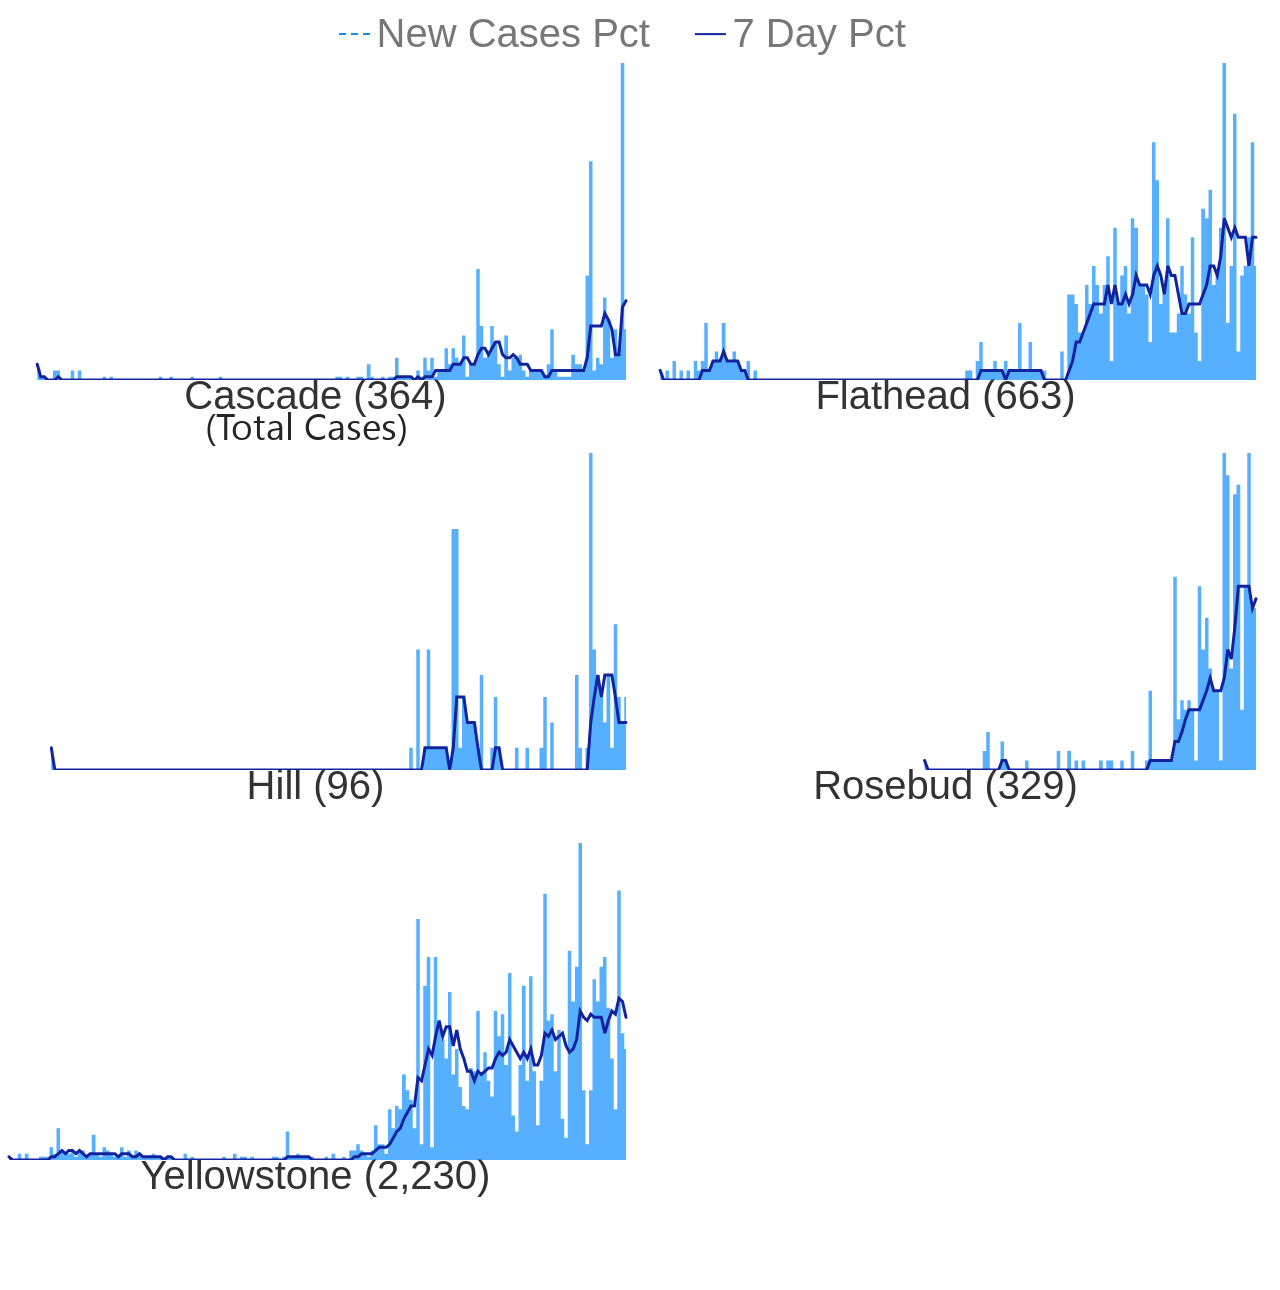 New Cases Pct 7 Day Pct
Cascade (364)
(Total Cases)
Flathead (663)
Hill (96)
Rosebud (329)
Yellowstone (2,230)